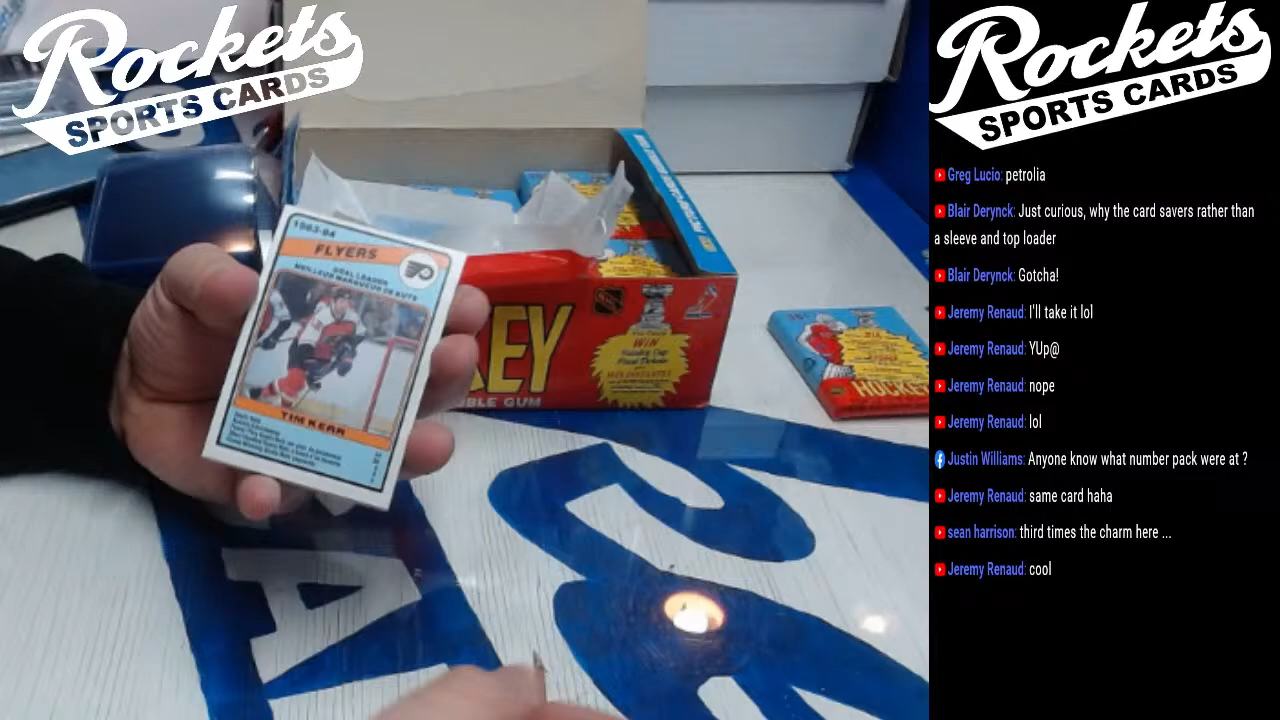 Rockets
SPORTS CARDS
Rockets
SPORTS CARDS
1983-84
FLYERS
GOAL LEADER
MEILLEUR MARQUEUR DE BUTS
TIM KERR
KEY
BLE GUM
WIN
HOCKEY
Greg Lucio: petrolia
Blair Derynck: Just curious, why the card savers rather than
a sleeve and top loader
Blair Derynck: Gotcha!
Jeremy Renaud: I'll take it lol
Jeremy Renaud: YUp@
Jeremy Renaud: nope
Jeremy Renaud: lol
Justin Williams: Anyone know what number pack were at ?
Jeremy Renaud: same card haha
sean harrison: third times the charm here ...
Jeremy Renaud: cool